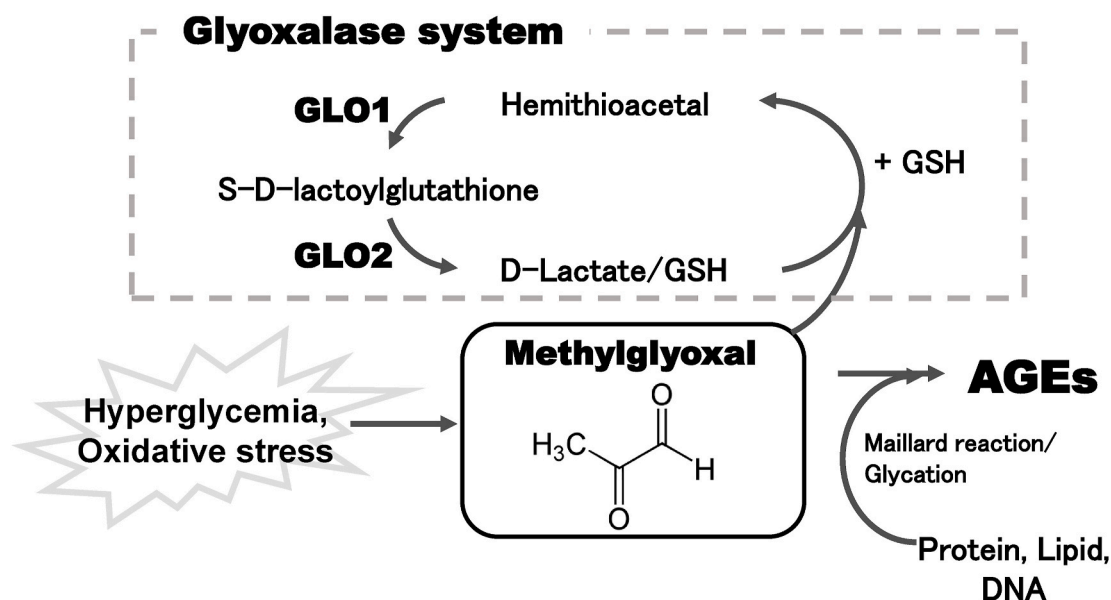 Glyoxalase system
GLO1
Hemithioacetal
+ GSH
S-D-lactoylglutathione
GLO2
D-Lactate/GSH
Hyperglycemia,
Oxidative stress
Methylglyoxal
O
H₃C
H
O
AGEs
Maillard reaction/
Glycation
Protein, Lipid,
DNA